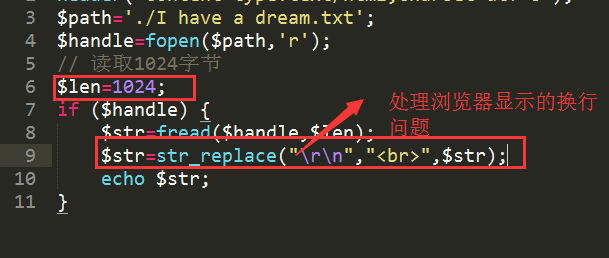 3 $path='./I have a dream.txt';
4 $handle=fopen($path,'r');
5 // 读取1024字节
6 $len=1024;
7 if ($handle) {
8 $str=fread($handle,$len);
9 $str=str_replace("\r\n","<br>",$str);
10 echo $str;
11 }
处理浏览器显示的换行
问题